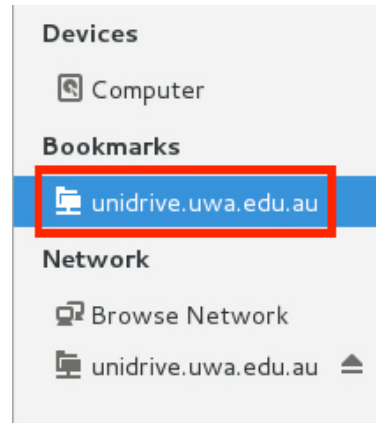 Devices
Computer
Bookmarks
unidrive.uwa.edu.au
Network
Browse Network
unidrive.uwa.edu.au